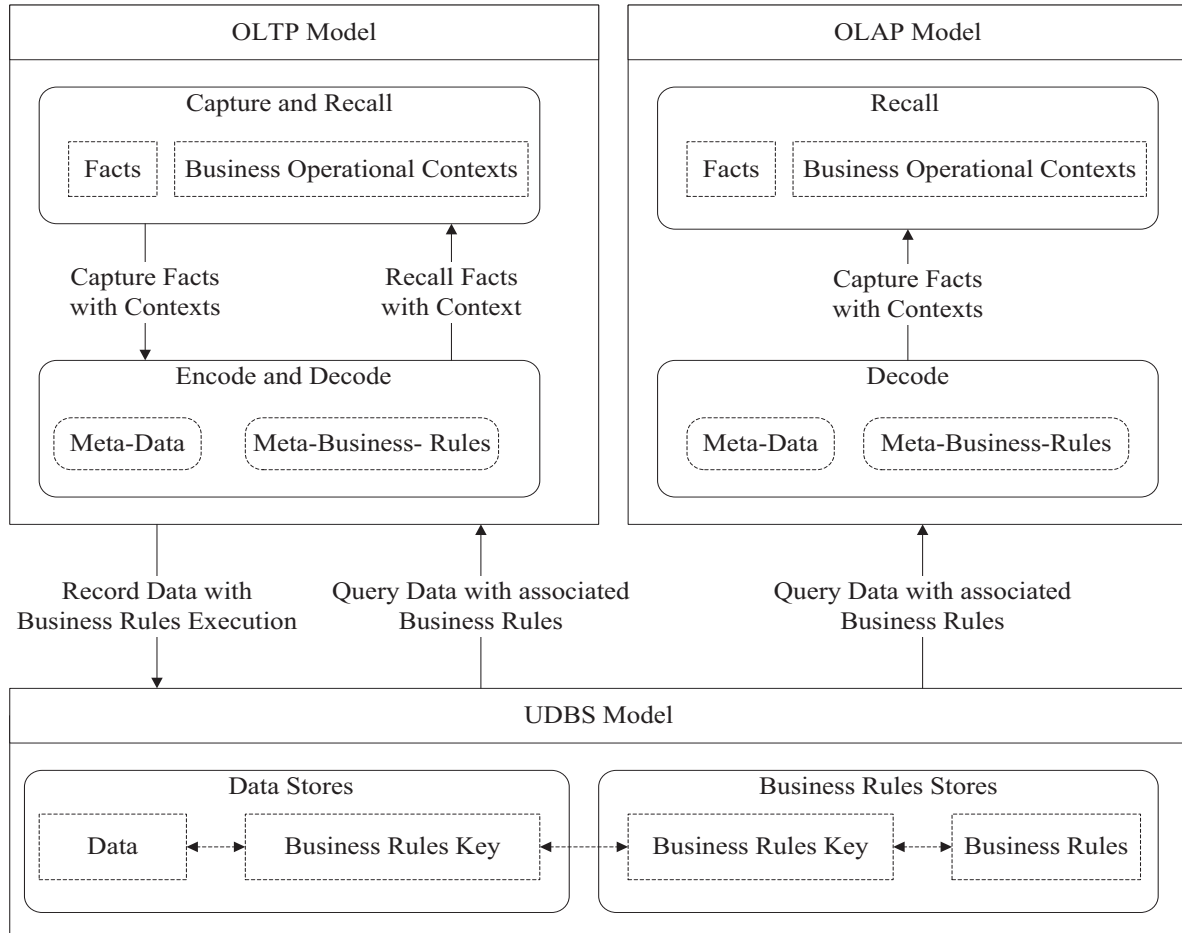 OLTP Model
Capture and Recall
Facts
Business Operational Contexts
Capture Facts
with Contexts
Recall Facts
with Context
Encode and Decode
Meta-Data
Meta-Business- Rules
OLAP Model
Recall
Facts
Business Operational Contexts
Capture Facts
with Contexts
Decode
Meta-Data
Meta-Business-Rules
Record Data with
Business Rules Execution
Query Data with associated
Business Rules
Query Data with associated
Business Rules
UDBS Model
Data Stores
Data
Business Rules Key
Business Rules Stores
Business Rules Key
Business Rules